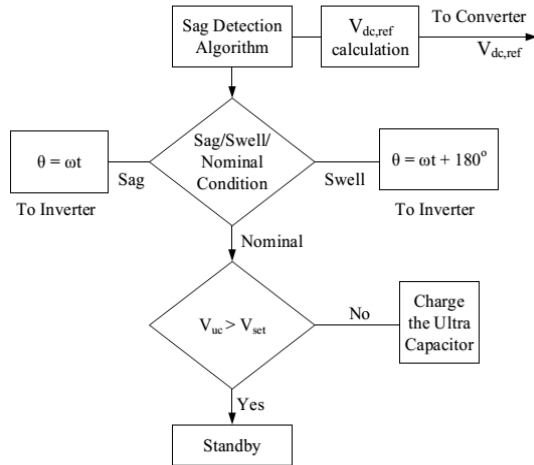 Sag Detection
Algorithm
V_dc,ref
calculation
To Converter
V_dc,ref
Sag/Swell/
Nominal
Condition
θ = ωt
Sag
To Inverter
θ = ωt + 180°
Swell
To Inverter
Nominal
V_uc > V_set
No
Charge
the Ultra
Capacitor
Yes
Standby